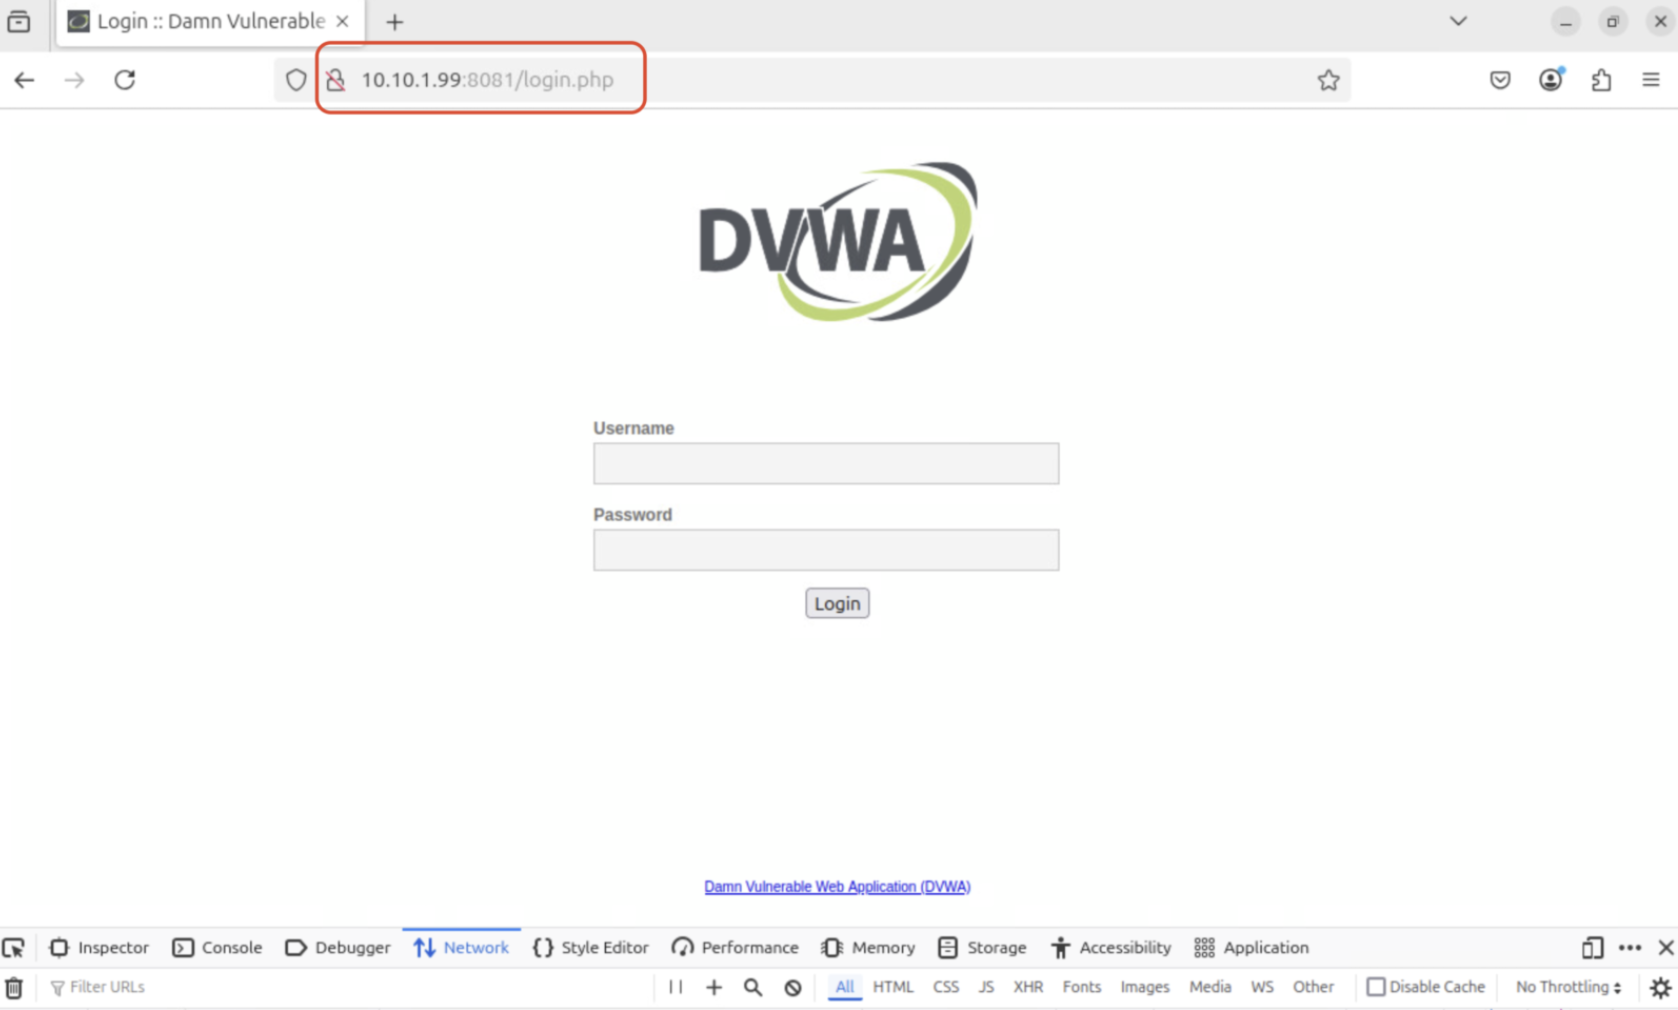 Login :: Damn Vulnerable
10.10.1.99:8081/login.php
DVWA
Username
Password
Login
Damn Vulnerable Web Application (DVWA)
Inspector Console Debugger Network Style Editor Performance Memory Storage Accessibility Application
Filter URLs All HTML CSS JS XHR Fonts Images Media WS Other Disable Cache No Throttling